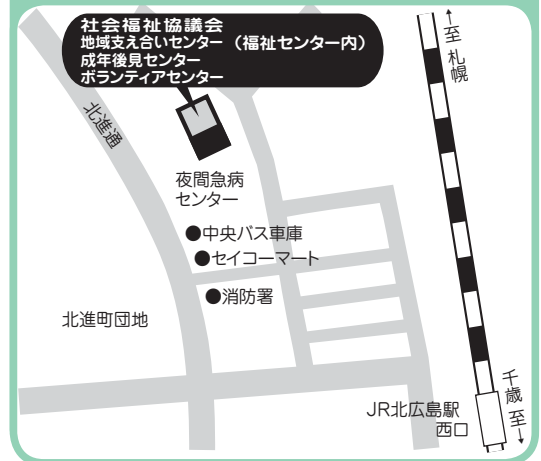 社会福祉協議会
地域支え合いセンター（福祉センター内）
成年後見センター
ボランティアセンター
←至 札幌
北進通
夜間急病
センター
●中央バス車庫
●セイコーマート
●消防署
北進町団地
JR北広島駅
西口
千歳 至→